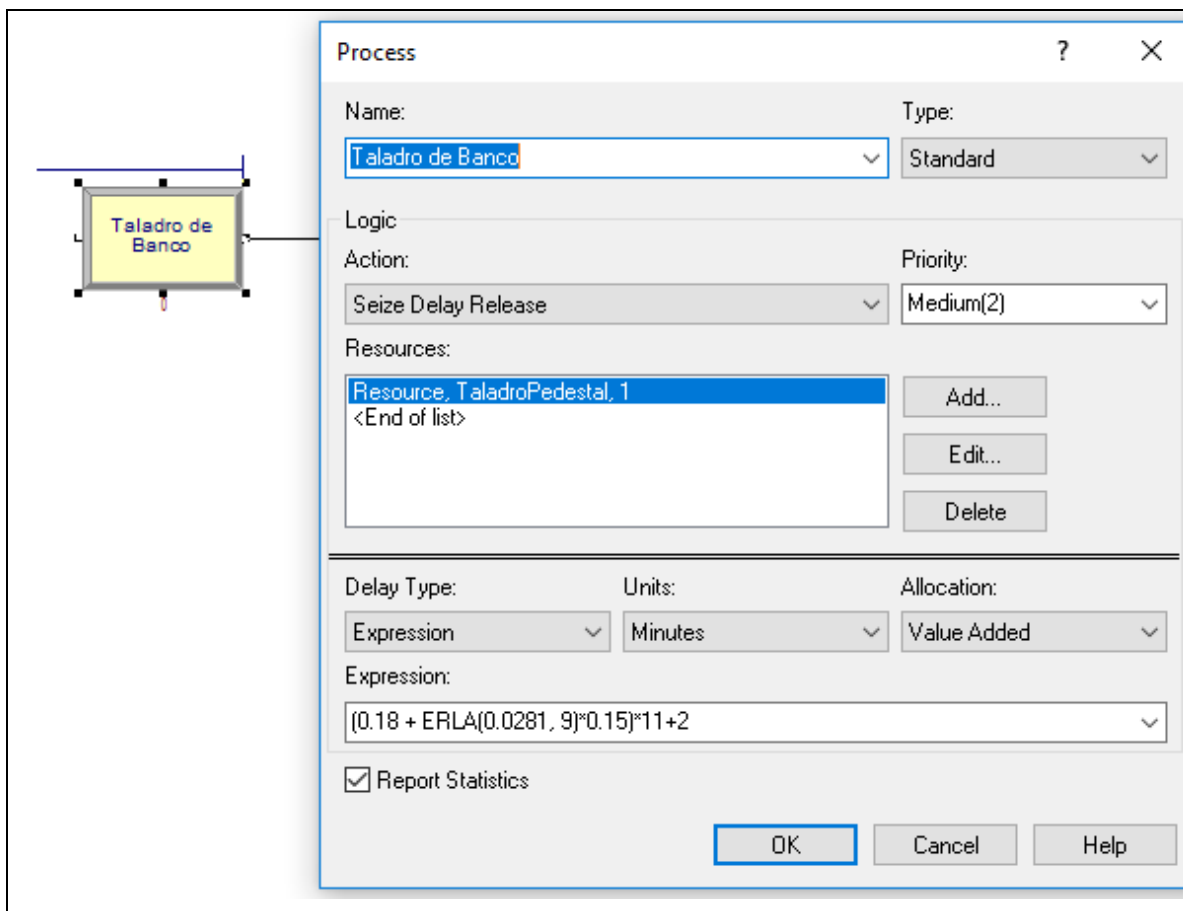 Process
?
Name:
Type:
Taladro de Banco
Standard
Taladro de
Banco
0
Logic
Action:
Priority:
Seize Delay Release
Medium(2)
Resources:
Resource, TaladroPedestal, 1
<End of list>
Add...
Edit...
Delete
Delay Type:
Units:
Allocation:
Expression
Minutes
Value Added
Expression:
(0.18 + ERLA(0.0281, 9)*0.15)*11+2
Report Statistics
OK
Cancel
Help